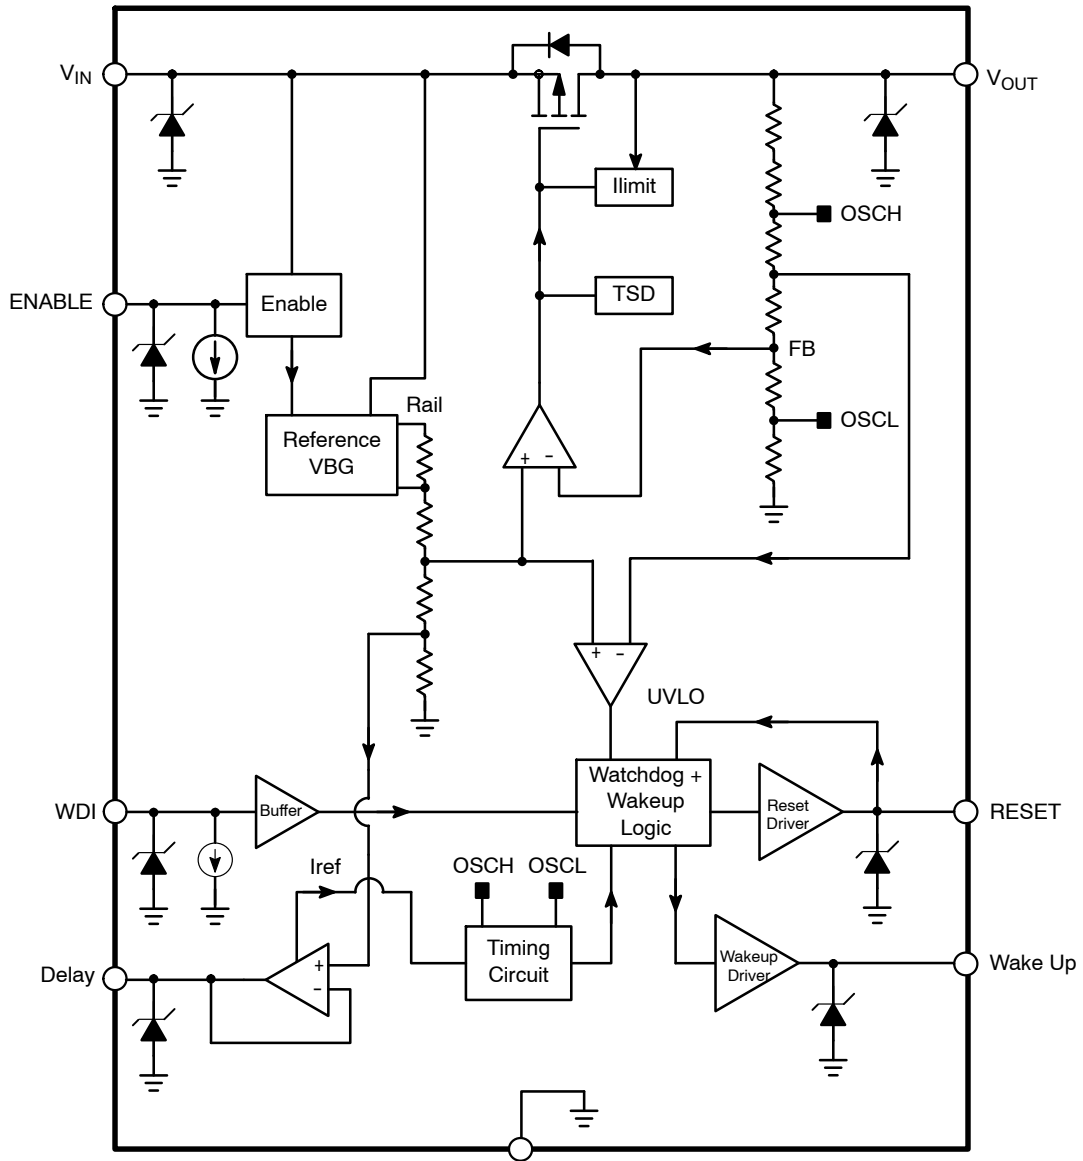 VIN
VOUT
Ilimit
OSCH
ENABLE
Enable
TSD
FB
Rail
OSCL
Reference
VBG
+ −
+ −
UVLO
WDI
Buffer
Watchdog +
Wakeup
Logic
Reset
Driver
RESET
Iref
OSCH OSCL
Timing
Circuit
Delay
+
−
Wakeup
Driver
Wake Up